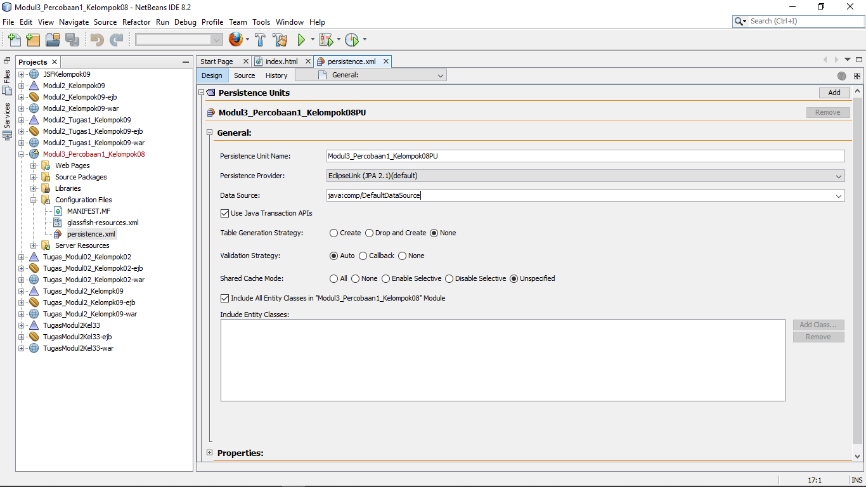 Modul3_Percobaan1_Kelompok08 - NetBeans IDE 8.2
File Edit View Navigate Source Refactor Run Debug Profile Team Tools Window Help
Search (Ctrl+I)
Projects
Start Page
index.html
persistence.xml
Files
Services
Design Source History General:
JSFKelompok09
Modul2_Kelompok09
Modul2_Kelompok09-ejb
Modul2_Kelompok09-war
Modul2_Tugas1_Kelompok09
Modul2_Tugas1_Kelompok09-ejb
Modul2_Tugas1_Kelompok09-war
Modul3_Percobaan1_Kelompok08
Web Pages
Source Packages
Libraries
Configuration Files
MANIFEST.MF
glassfish-resources.xml
persistence.xml
Server Resources
Tugas_Modul02_Kelompok02
Tugas_Modul02_Kelompok02-ejb
Tugas_Modul02_Kelompok02-war
Tugas_Modul2_Kelompk09
Tugas_Modul2_Kelompk09-ejb
Tugas_Modul2_Kelompk09-war
TugasModul2Kel33
TugasModul2Kel33-ejb
TugasModul2Kel33-war
Persistence Units
Add
Modul3_Percobaan1_Kelompok08PU
Remove
General:
Persistence Unit Name: Modul3_Percobaan1_Kelompok08PU
Persistence Provider: EclipseLink (JPA 2.1)(default)
Data Source: java:comp/DefaultDataSource
Use Java Transaction APIs
Table Generation Strategy: Create Drop and Create None
Validation Strategy: Auto Callback None
Shared Cache Mode: All None Enable Selective Disable Selective Unspecified
Include All Entity Classes in "Modul3_Percobaan1_Kelompok08" Module
Include Entity Classes:
Add Class...
Remove
Properties:
17:1 INS